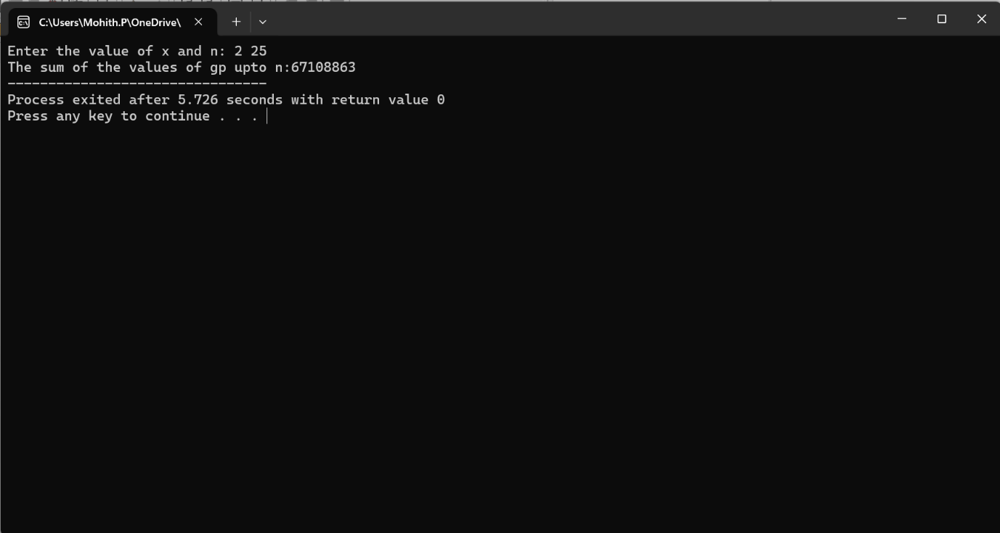 C:\Users\Mohith.P\OneDrive\
Enter the value of x and n: 2 25
The sum of the values of gp upto n:67108863
--------------------------------
Process exited after 5.726 seconds with return value 0
Press any key to continue . . .